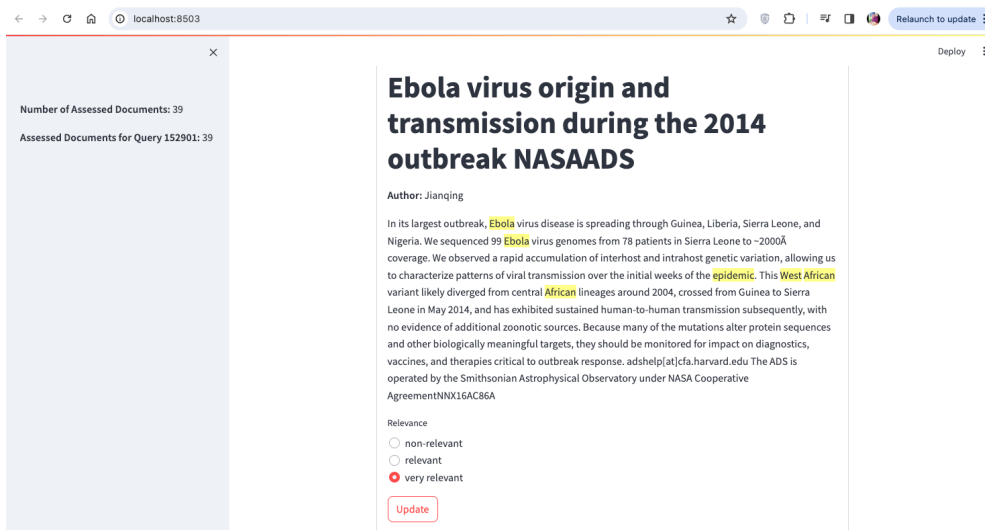 localhost:8503
Relaunch to update
Deploy
Number of Assessed Documents: 39
Assessed Documents for Query 152901: 39
Ebola virus origin and
transmission during the 2014
outbreak NASAADS
Author: Jianqing
In its largest outbreak, Ebola virus disease is spreading through Guinea, Liberia, Sierra Leone, and
Nigeria. We sequenced 99 Ebola virus genomes from 78 patients in Sierra Leone to ~2000Ã
coverage. We observed a rapid accumulation of interhost and intrahost genetic variation, allowing us
to characterize patterns of viral transmission over the initial weeks of the epidemic. This West African
variant likely diverged from central African lineages around 2004, crossed from Guinea to Sierra
Leone in May 2014, and has exhibited sustained human-to-human transmission subsequently, with
no evidence of additional zoonotic sources. Because many of the mutations alter protein sequences
and other biologically meaningful targets, they should be monitored for impact on diagnostics,
vaccines, and therapies critical to outbreak response. adshelp[at]cfa.harvard.edu The ADS is
operated by the Smithsonian Astrophysical Observatory under NASA Cooperative
AgreementNNX16AC86A
Relevance
non-relevant
relevant
very relevant
Update